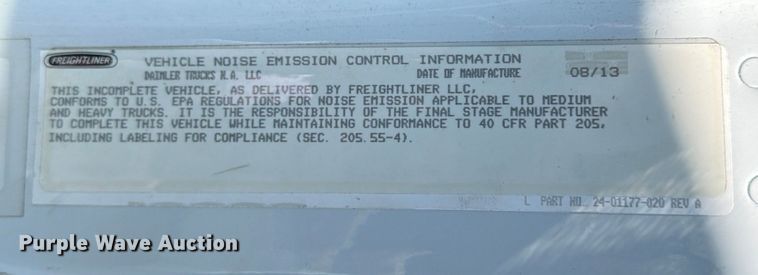 FREIGHTLINER VEHICLE NOISE EMISSION CONTROL INFORMATION
DAIMLER TRUCKS N.A. LLC DATE OF MANUFACTURE 08/13
THIS INCOMPLETE VEHICLE, AS DELIVERED BY FREIGHTLINER LLC,
CONFORMS TO U.S. EPA REGULATIONS FOR NOISE EMISSION APPLICABLE TO MEDIUM
AND HEAVY TRUCKS. IT IS THE RESPONSIBILITY OF THE FINAL STAGE MANUFACTURER
TO COMPLETE THIS VEHICLE WHILE MAINTAINING CONFORMANCE TO 40 CFR PART 205,
INCLUDING LABELING FOR COMPLIANCE (SEC. 205.55-4).
L PART NO. 24-01177-020 REV A
Purple Wave Auction